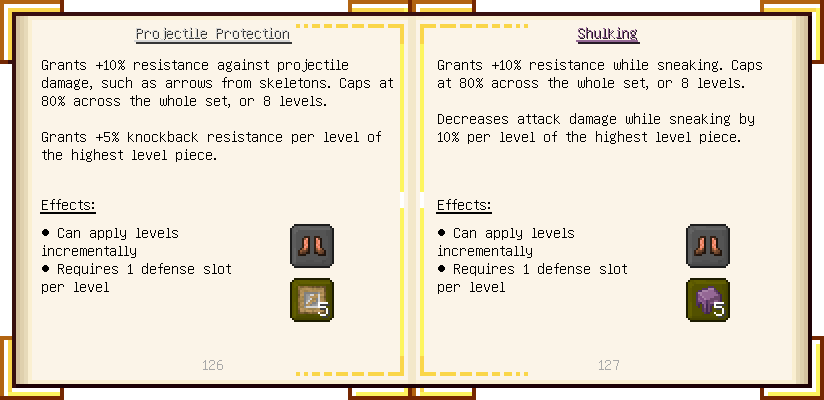 Projectile Protection
Grants +10% resistance against projectile
damage, such as arrows from skeletons. Caps at
80% across the whole set, or 8 levels.
Grants +5% knockback resistance per level of
the highest level piece.
Effects:
• Can apply levels
incrementally
• Requires 1 defense slot
per level
5
126
Shulking
Grants +10% resistance while sneaking. Caps
at 80% across the whole set, or 8 levels.
Decreases attack damage while sneaking by
10% per level of the highest level piece.
Effects:
• Can apply levels
incrementally
• Requires 1 defense slot
per level
5
127